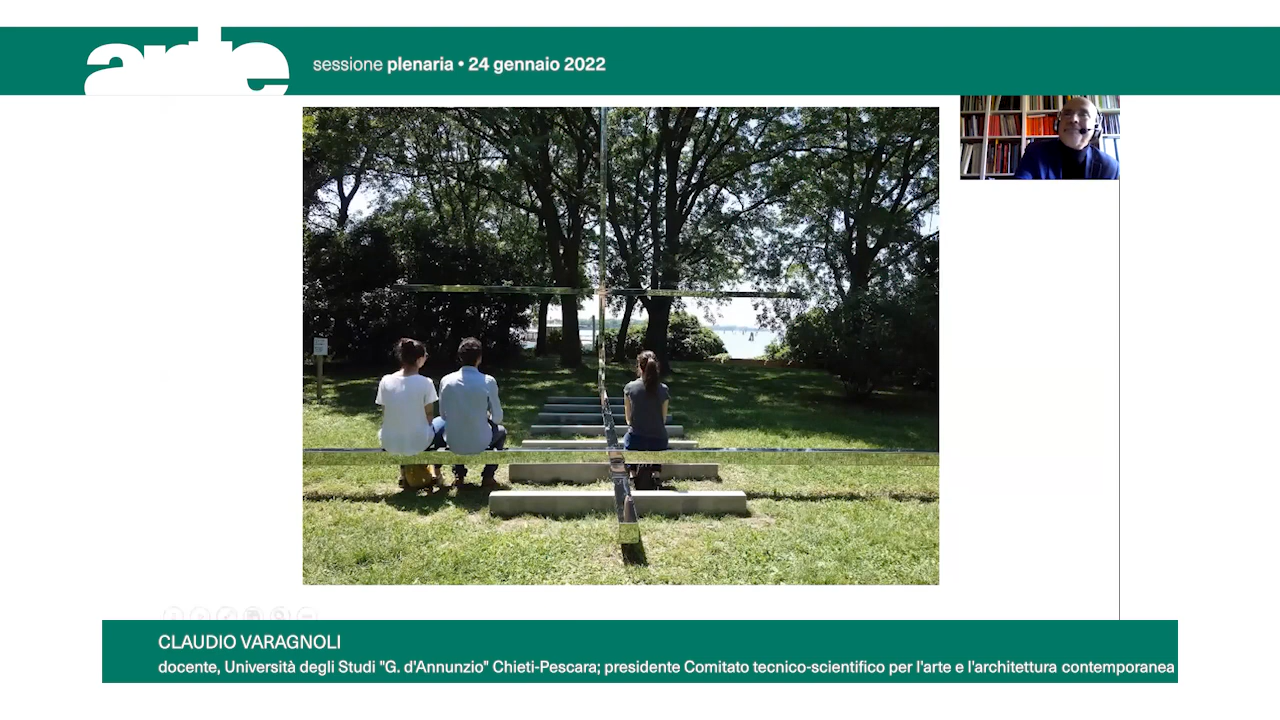 arte
sessione plenaria • 24 gennaio 2022
CLAUDIO VARAGNOLI
docente, Università degli Studi "G. d'Annunzio" Chieti-Pescara; presidente Comitato tecnico-scientifico per l'arte e l'architettura contemporanea